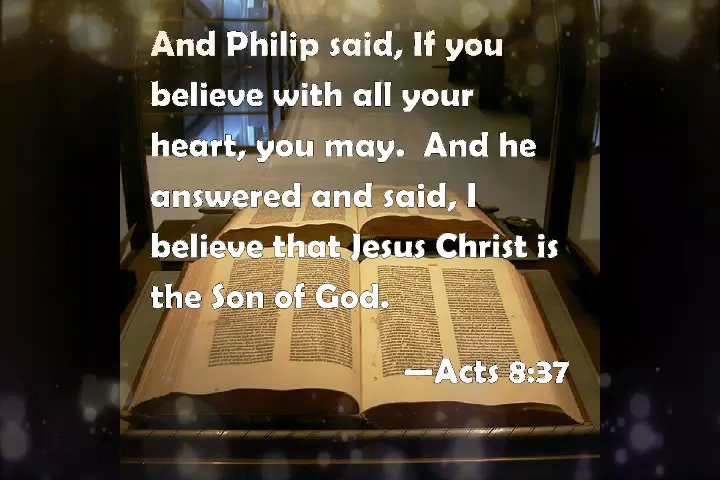 And Philip said, If you
believe with all your
heart, you may.  And he
answered and said, I
believe that Jesus Christ is
the Son of God.
—Acts 8:37